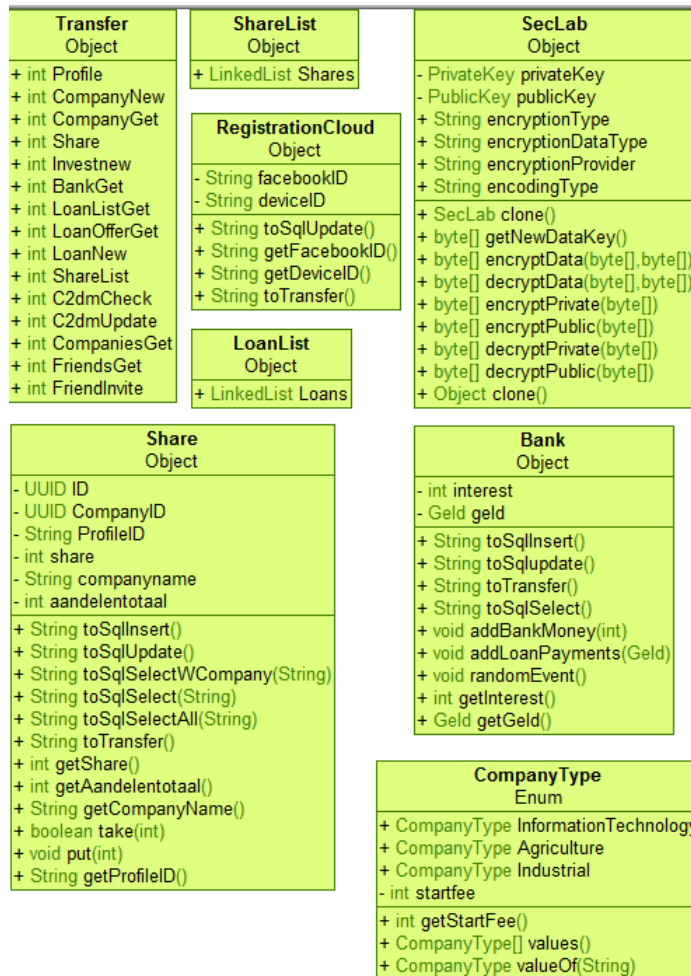 Transfer
Object
+ int Profile
+ int CompanyNew
+ int CompanyGet
+ int Share
+ int Investnew
+ int BankGet
+ int LoanListGet
+ int LoanOfferGet
+ int LoanNew
+ int ShareList
+ int C2dmCheck
+ int C2dmUpdate
+ int CompaniesGet
+ int FriendsGet
+ int FriendInvite
ShareList
Object
+ LinkedList Shares
RegistrationCloud
Object
- String facebookID
- String deviceID
+ String toSqlUpdate()
+ String getFacebookID()
+ String getDeviceID()
+ String toTransfer()
LoanList
Object
+ LinkedList Loans
SecLab
Object
- PrivateKey privateKey
- PublicKey publicKey
+ String encryptionType
+ String encryptionDataType
+ String encryptionProvider
+ String encodingType
+ SecLab clone()
+ byte[] getNewDataKey()
+ byte[] encryptData(byte[],byte[])
+ byte[] decryptData(byte[],byte[])
+ byte[] encryptPrivate(byte[])
+ byte[] encryptPublic(byte[])
+ byte[] decryptPrivate(byte[])
+ byte[] decryptPublic(byte[])
+ Object clone()
Share
Object
- UUID ID
- UUID CompanyID
- String ProfileID
- int share
- String companyname
- int aandelentotaal
+ String toSqlInsert()
+ String toSqlUpdate()
+ String toSqlSelectWCompany(String)
+ String toSqlSelect(String)
+ String toSqlSelectAll(String)
+ String toTransfer()
+ int getShare()
+ int getAandelentotaal()
+ String getCompanyName()
+ boolean take(int)
+ void put(int)
+ String getProfileID()
Bank
Object
- int interest
- Geld geld
+ String toSqlInsert()
+ String toSqlupdate()
+ String toTransfer()
+ String toSqlSelect()
+ void addBankMoney(int)
+ void addLoanPayments(Geld)
+ void randomEvent()
+ int getInterest()
+ Geld getGeld()
CompanyType
Enum
+ CompanyType InformationTechnology
+ CompanyType Agriculture
+ CompanyType Industrial
- int startfee
+ int getStartFee()
+ CompanyType[] values()
+ CompanyType valueOf(String)